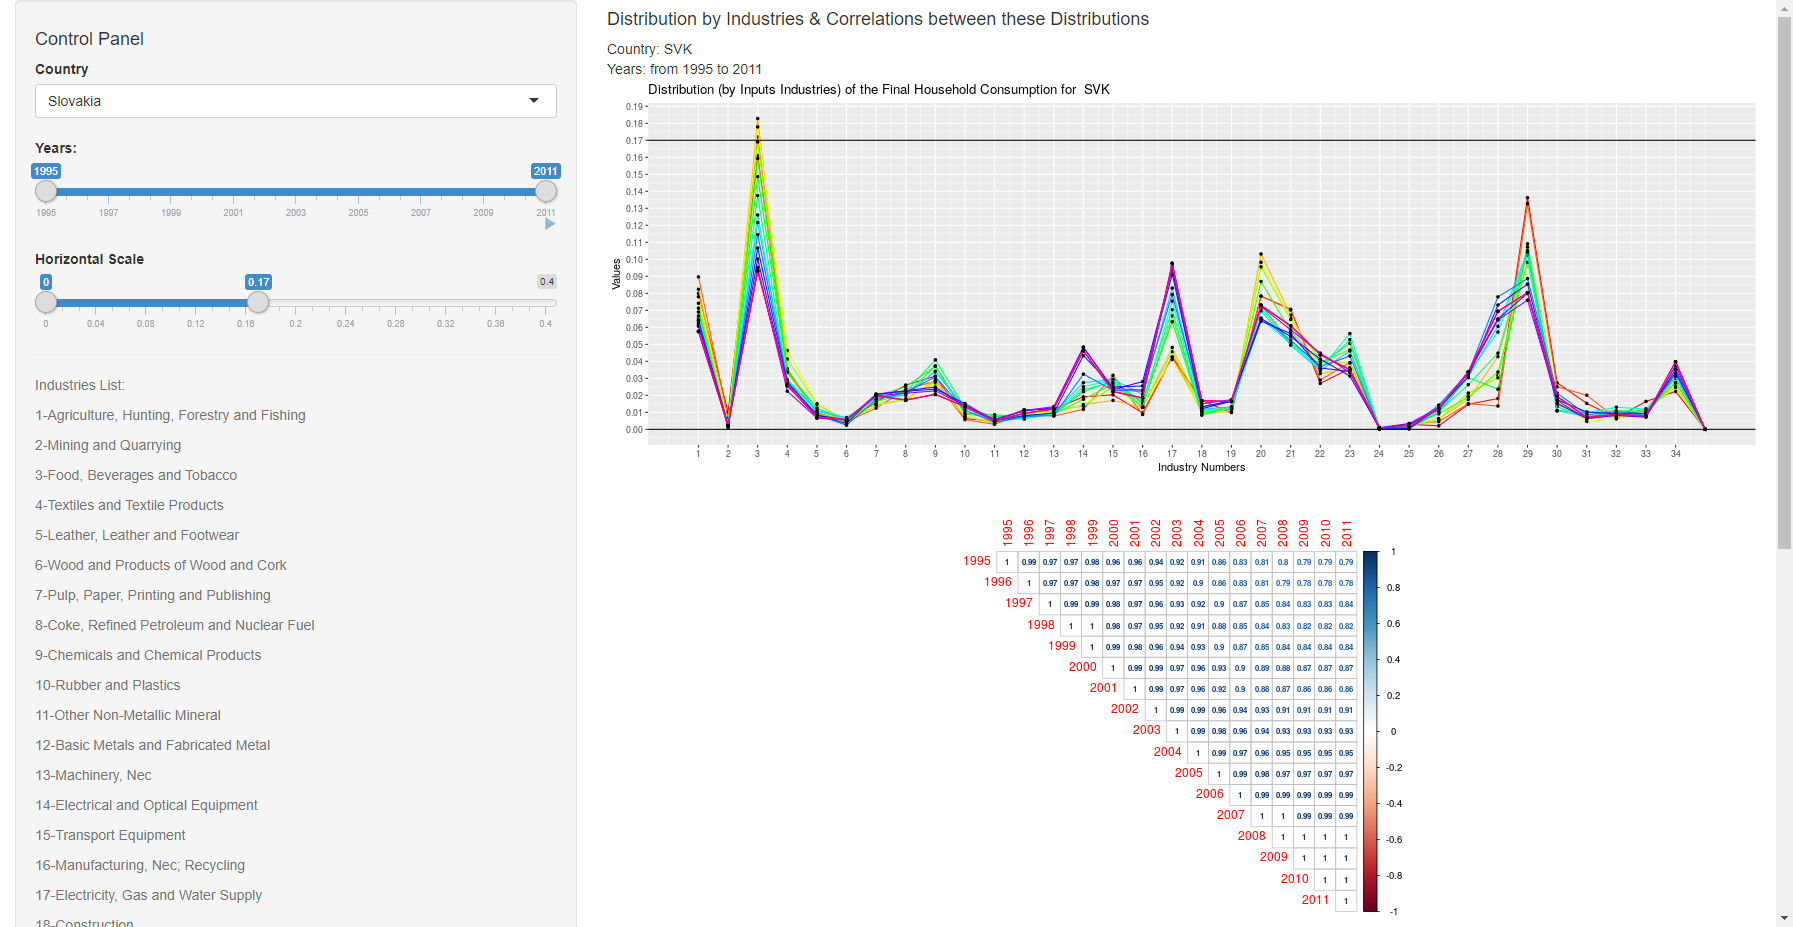 Control Panel
Country
Slovakia
Years:
1995 2011
1995 1997 1999 2001 2003 2005 2007 2009 2011
Horizontal Scale
0 0.17 0.4
0 0.04 0.08 0.12 0.16 0.2 0.24 0.28 0.32 0.36 0.4
Industries List:
1-Agriculture, Hunting, Forestry and Fishing
2-Mining and Quarrying
3-Food, Beverages and Tobacco
4-Textiles and Textile Products
5-Leather, Leather and Footwear
6-Wood and Products of Wood and Cork
7-Pulp, Paper, Printing and Publishing
8-Coke, Refined Petroleum and Nuclear Fuel
9-Chemicals and Chemical Products
10-Rubber and Plastics
11-Other Non-Metallic Mineral
12-Basic Metals and Fabricated Metal
13-Machinery, Nec
14-Electrical and Optical Equipment
15-Transport Equipment
16-Manufacturing, Nec; Recycling
17-Electricity, Gas and Water Supply
18-Construction
Distribution by Industries & Correlations between these Distributions
Country: SVK
Years: from 1995 to 2011
Distribution (by Inputs Industries) of the Final Household Consumption for SVK
0.19
0.18
0.17
0.16
0.15
0.14
0.13
0.12
0.11
0.10
0.09
0.08
0.07
0.06
0.05
0.04
0.03
0.02
0.01
0.00
Values
1 2 3 4 5 6 7 8 9 10 11 12 13 14 15 16 17 18 19 20 21 22 23 24 25 26 27 28 29 30 31 32 33 34
Industry Numbers
1995 1996 1997 1998 1999 2000 2001 2002 2003 2004 2005 2006 2007 2008 2009 2010 2011
1995 1 0.99 0.97 0.97 0.98 0.96 0.96 0.94 0.92 0.91 0.86 0.83 0.81 0.8 0.79 0.79 0.79
1996 1 0.97 0.97 0.98 0.97 0.97 0.95 0.92 0.9 0.86 0.83 0.81 0.79 0.78 0.78 0.78
1997 1 0.99 0.99 0.98 0.97 0.96 0.93 0.92 0.9 0.87 0.85 0.84 0.83 0.83 0.84
1998 1 1 0.98 0.97 0.95 0.92 0.91 0.88 0.85 0.84 0.83 0.82 0.82 0.82
1999 1 0.99 0.98 0.96 0.94 0.93 0.9 0.87 0.85 0.84 0.84 0.84 0.84
2000 1 0.99 0.99 0.97 0.96 0.93 0.9 0.89 0.88 0.87 0.87 0.87
2001 1 0.99 0.97 0.96 0.92 0.9 0.88 0.87 0.86 0.86 0.86
2002 1 0.99 0.99 0.96 0.94 0.93 0.91 0.91 0.91 0.91
2003 1 0.99 0.98 0.96 0.94 0.93 0.93 0.93 0.93
2004 1 0.99 0.97 0.96 0.95 0.95 0.95 0.95
2005 1 0.99 0.98 0.97 0.97 0.97 0.97
2006 1 0.99 0.99 0.99 0.99 0.99
2007 1 1 0.99 0.99 0.99
2008 1 1 1 1
2009 1 1 1
2010 1 1
2011 1
1
0.8
0.6
0.4
0.2
0
-0.2
-0.4
-0.6
-0.8
-1